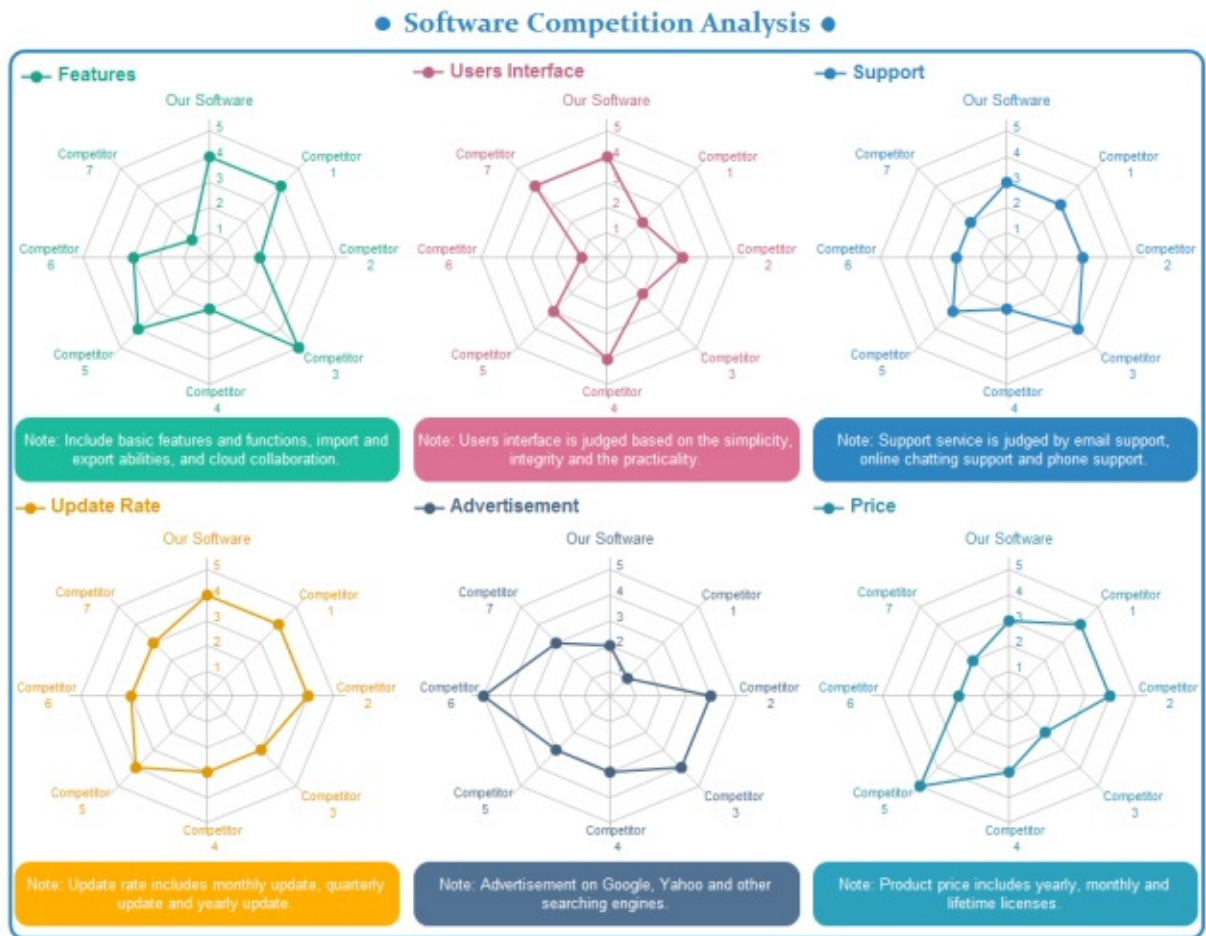 Software Competition Analysis
Features
Our Software
5
4
3
2
1
Competitor
1
Competitor
2
Competitor
3
Competitor
4
Competitor
5
Competitor
6
Competitor
7
Note: Include basic features and functions, import and
export abilities, and cloud collaboration.
Users Interface
Our Software
5
4
3
2
1
Competitor
1
Competitor
2
Competitor
3
Competitor
4
Competitor
5
Competitor
6
Competitor
7
Note: Users interface is judged based on the simplicity,
integrity and the practicality.
Support
Our Software
5
4
3
2
1
Competitor
1
Competitor
2
Competitor
3
Competitor
4
Competitor
5
Competitor
6
Competitor
7
Note: Support service is judged by email support,
online chatting support and phone support.
Update Rate
Our Software
5
4
3
2
1
Competitor
1
Competitor
2
Competitor
3
Competitor
4
Competitor
5
Competitor
6
Competitor
7
Note: Update rate includes monthly update, quarterly
update and yearly update.
Advertisement
Our Software
5
4
3
2
1
Competitor
1
Competitor
2
Competitor
3
Competitor
4
Competitor
5
Competitor
6
Competitor
7
Note: Advertisement on Google, Yahoo and other
searching engines.
Price
Our Software
5
4
3
2
1
Competitor
1
Competitor
2
Competitor
3
Competitor
4
Competitor
5
Competitor
6
Competitor
7
Note: Product price includes yearly, monthly and
lifetime licenses.